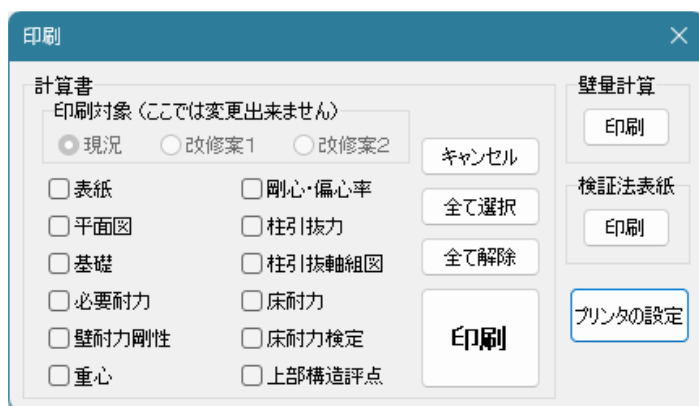 印刷
計算書
印刷対象(ここでは変更出来ません)
現況 改修案1 改修案2
表紙
平面図
基礎
必要耐力
壁耐力剛性
重心
剛心・偏心率
柱引抜力
柱引抜軸組図
床耐力
床耐力検定
上部構造評点
キャンセル
全て選択
全て解除
印刷
壁量計算
印刷
検証法表紙
印刷
プリンタの設定